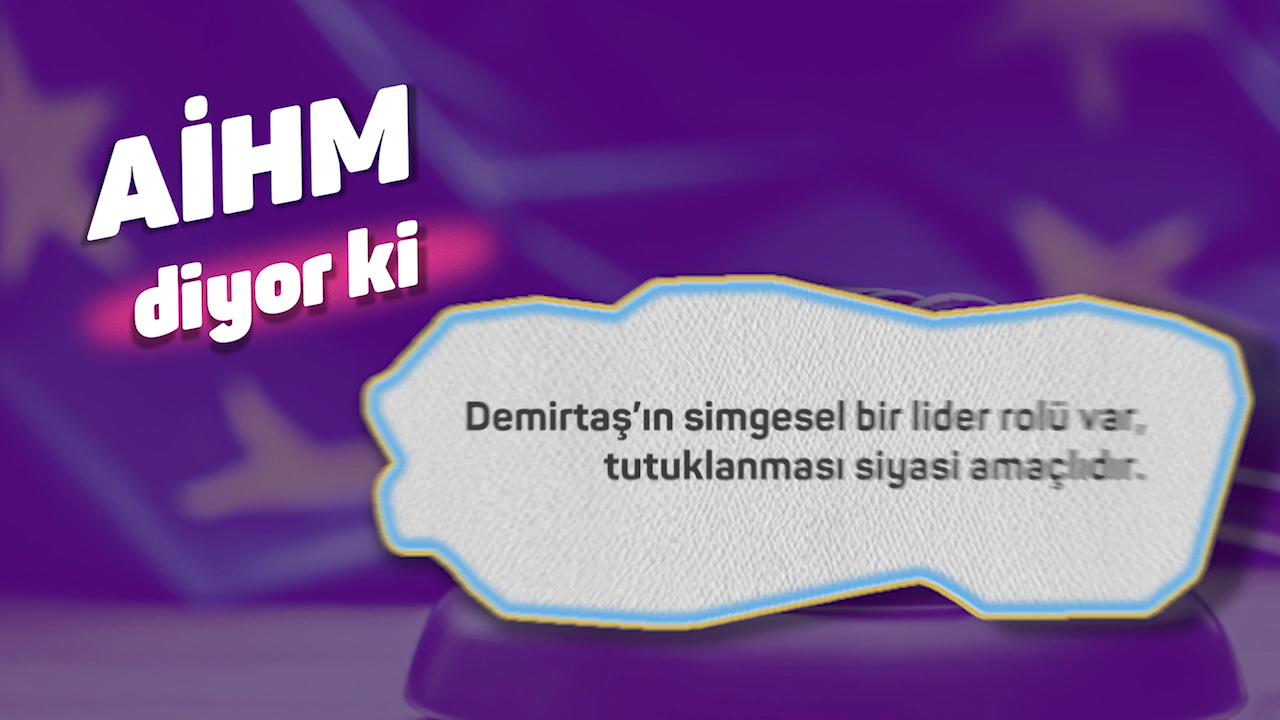 AİHM
diyor ki
Demirtaş’ın simgesel bir lider rolü var,
tutuklanması siyasi amaçlıdır.